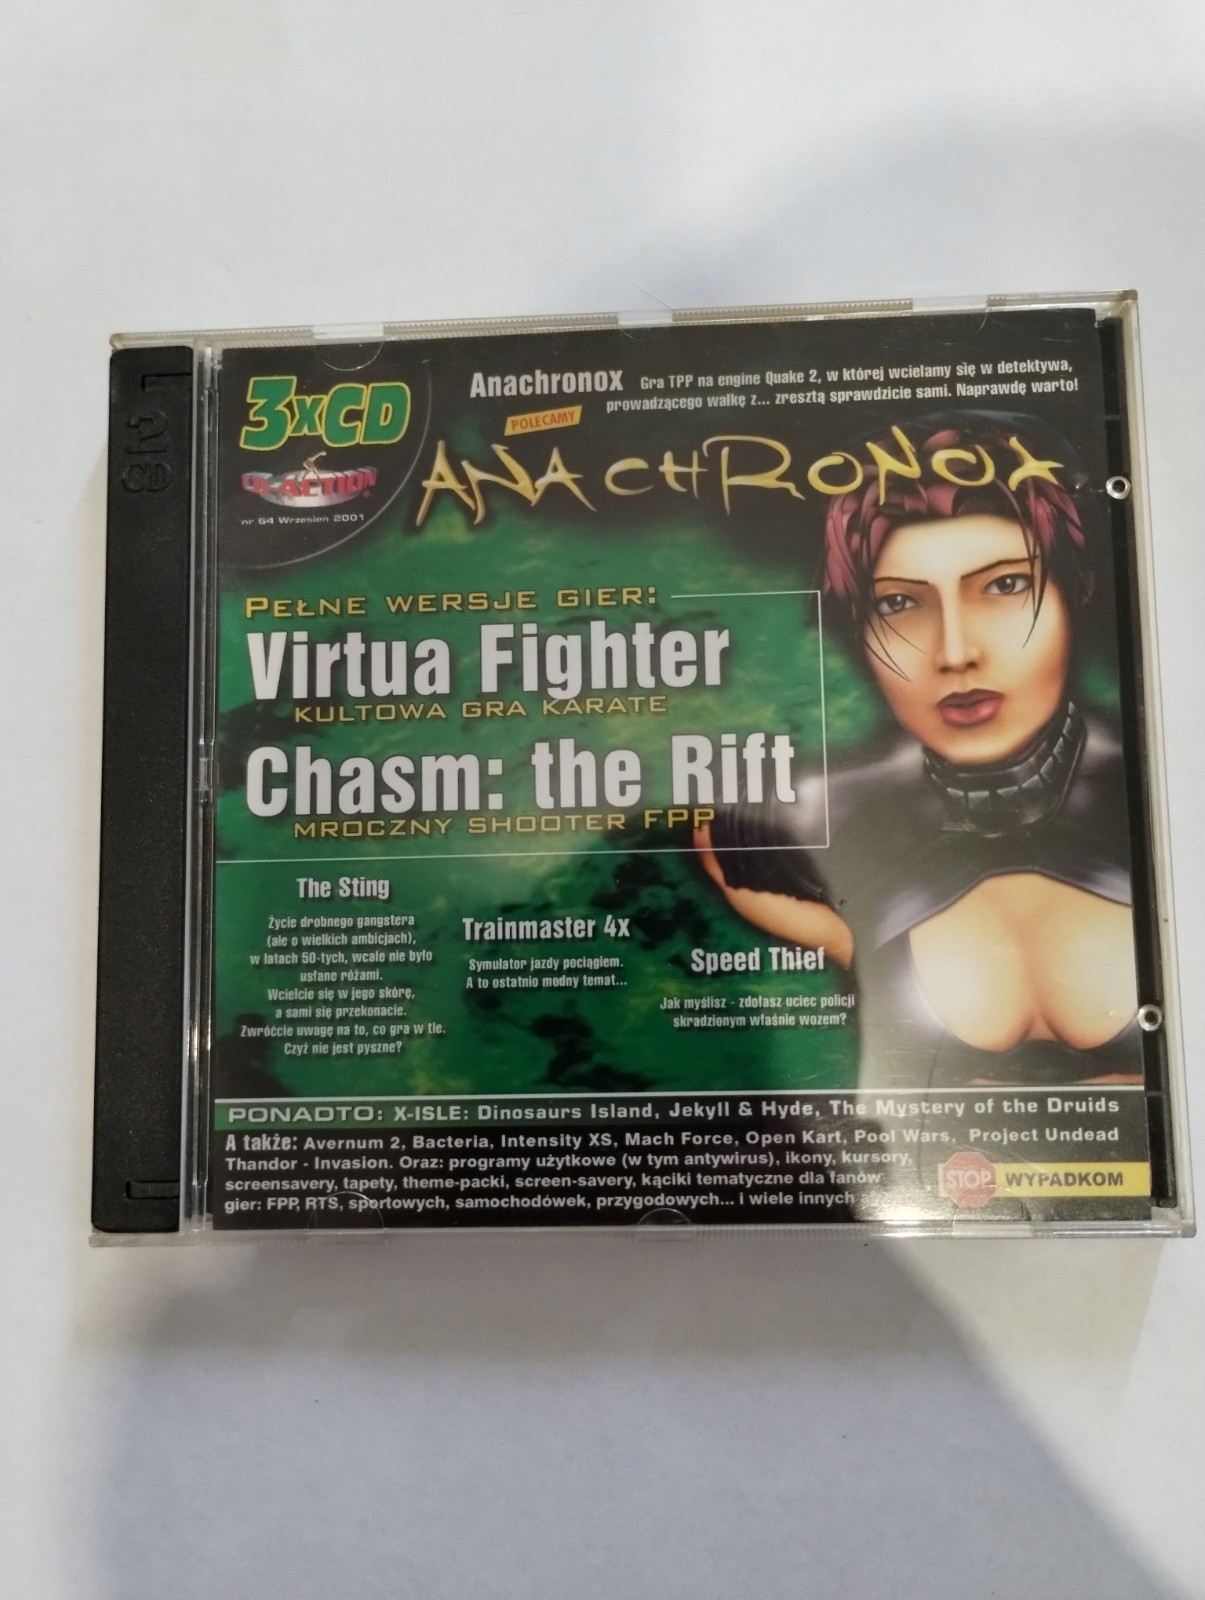 3xCD
CD-ACTION
nr 64 Wrzesien 2001
Anachronox Gra TPP na engine Quake 2, w której wcielamy się w detektywa,
prowadzącego walkę z... zresztą sprawdzicie sami. Naprawdę warto!
POLECAMY
ANACHRONOX
PEŁNE WERSJE GIER:
Virtua Fighter
KULTOWA GRA KARATE
Chasm: the Rift
MROCZNY SHOOTER FPP
The Sting
Życie drobnego gangstera
(ale o wielkich ambicjach),
w latach 50-tych, wcale nie było
usłane różami.
Wcielcie się w jego skórę,
a sami się przekonacie.
Zwróćcie uwagę na to, co gra w tle.
Czyż nie jest pyszne?
Trainmaster 4x
Symulator jazdy pociągiem.
A to ostatnio modny temat...
Speed Thief
Jak myślisz - zdołasz uciec policji
skradzionym właśnie wozem?
PONADTO: X-ISLE: Dinosaurs Island, Jekyll & Hyde, The Mystery of the Druids
A także: Avernum 2, Bacteria, Intensity XS, Mach Force, Open Kart, Pool Wars, Project Undead
Thandor - Invasion. Oraz: programy użytkowe (w tym antywirus), ikony, kursory,
screensavery, tapety, theme-packi, screen-savery, kąciki tematyczne dla fanów
gier: FPP, RTS, sportowych, samochodówek, przygodowych... i wiele innych
STOP WYPADKOM